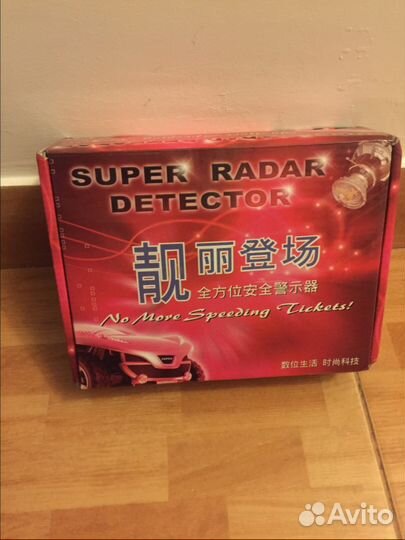 SUPER RADAR
DETECTOR
靓丽登场
全方位安全警示器
No More Speeding Tickets!
SUPER
数位生活 时尚科技
Avito